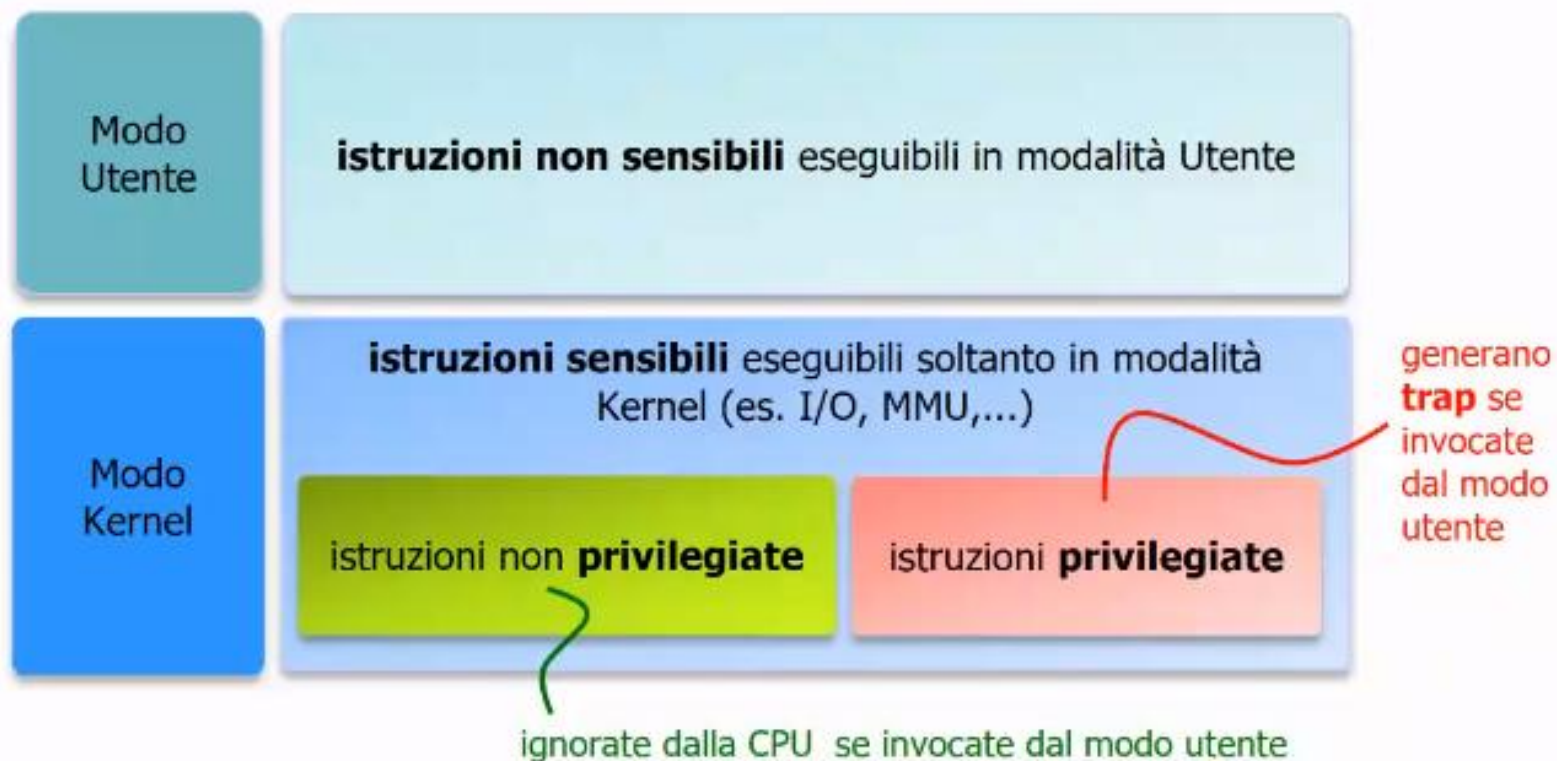 Modo
Utente
istruzioni non sensibili eseguibili in modalità Utente
Modo
Kernel
istruzioni sensibili eseguibili soltanto in modalità
Kernel (es. I/O, MMU,...)
istruzioni non privilegiate
istruzioni privilegiate
generano
trap se
invocate
dal modo
utente
ignorate dalla CPU se invocate dal modo utente